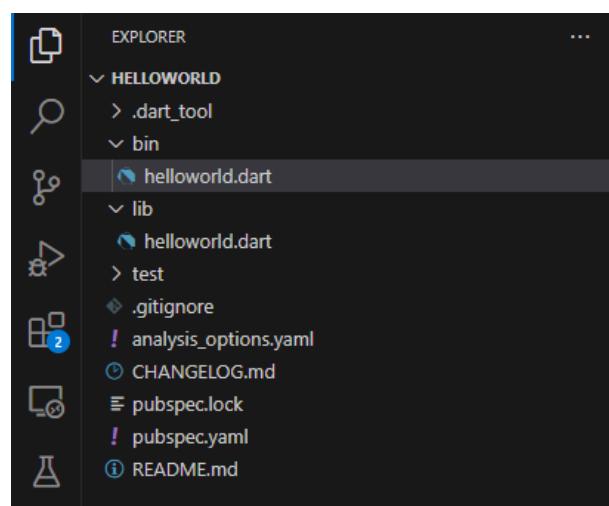 EXPLORER
HELLOWORLD
.dart_tool
bin
helloworld.dart
lib
helloworld.dart
test
.gitignore
analysis_options.yaml
2
CHANGELOG.md
pubspec.lock
pubspec.yaml
README.md